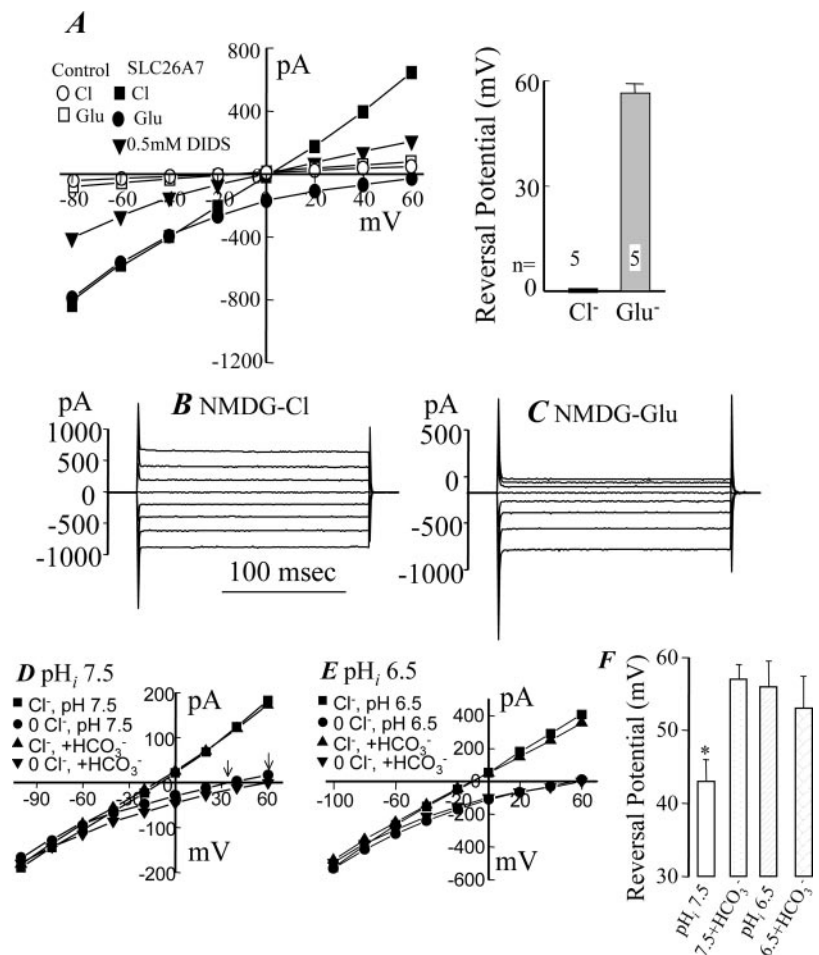 A
800
pA
Control SLC26A7
Cl Cl
Glu Glu
0.5mM DIDS
400
-80 -60 -40 -20 0 20 40 60
mV
-400
-800
-1200
Reversal Potential (mV)
60
30
0
n= 5 5
Cl⁻ Glu⁻
B NMDG-Cl
pA
1000
500
0
-500
-1000
100 msec
C NMDG-Glu
pA
500
0
-500
-1000
D pHi 7.5
Cl⁻, pH 7.5
0 Cl⁻, pH 7.5
Cl⁻, +HCO₃⁻
0 Cl⁻, +HCO₃⁻
200
pA
100
-90 -60 -30 0 30 60
-100
mV
-200
E pHi 6.5
Cl⁻, pH 6.5
0 Cl⁻, pH 6.5
Cl⁻, +HCO₃⁻
0 Cl⁻, +HCO₃⁻
pA
400
200
-100 -60 -20 0 20 60
-200
mV
-400
-600
F
Reversal Potential (mV)
60
50
40
30
*
pHi 7.5
7.5+HCO₃⁻
pHi 6.5
6.5+HCO₃⁻